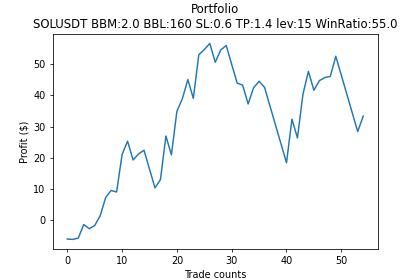 Portfolio
SOLUSDT BBM:2.0 BBL:160 SL:0.6 TP:1.4 lev:15 WinRatio:55.0
50
40
30
20
10
0
Profit ($)
0 10 20 30 40 50
Trade counts